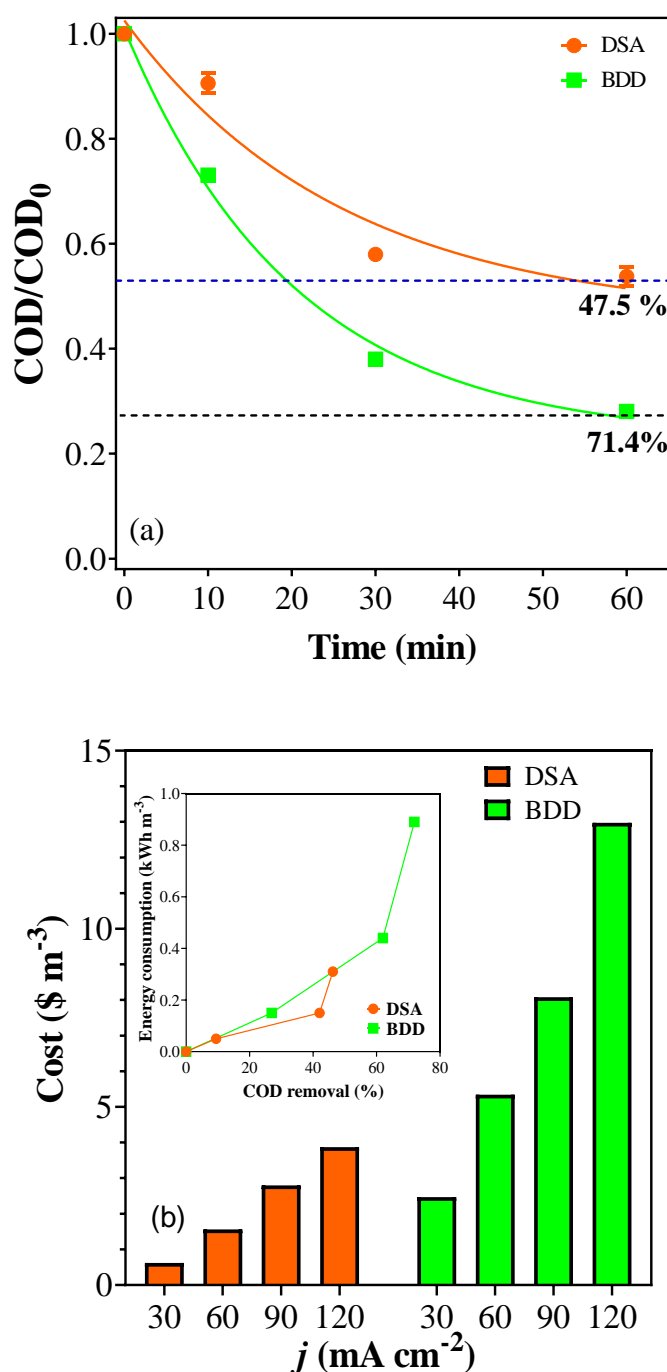 DSA
BDD
COD/COD0
1.0
0.8
0.6
0.4
0.2
0.0
47.5 %
71.4%
(a)
0 10 20 30 40 50 60
Time (min)
15
10
5
0
Cost ($ m-3)
DSA
BDD
Energy consumption (kWh m-3)
1.0
0.8
0.6
0.4
0.2
0.0
DSA
BDD
0 20 40 60 80
COD removal (%)
(b)
30 60 90 120 30 60 90 120
j (mA cm-2)